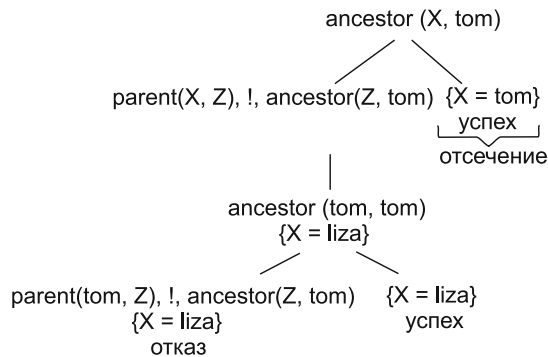 ancestor (X, tom)
parent(X, Z), !, ancestor(Z, tom) {X = tom}
успех
отсечение
ancestor (tom, tom)
{X = liza}
parent(tom, Z), !, ancestor(Z, tom) {X = liza}
{X = liza} успех
отказ